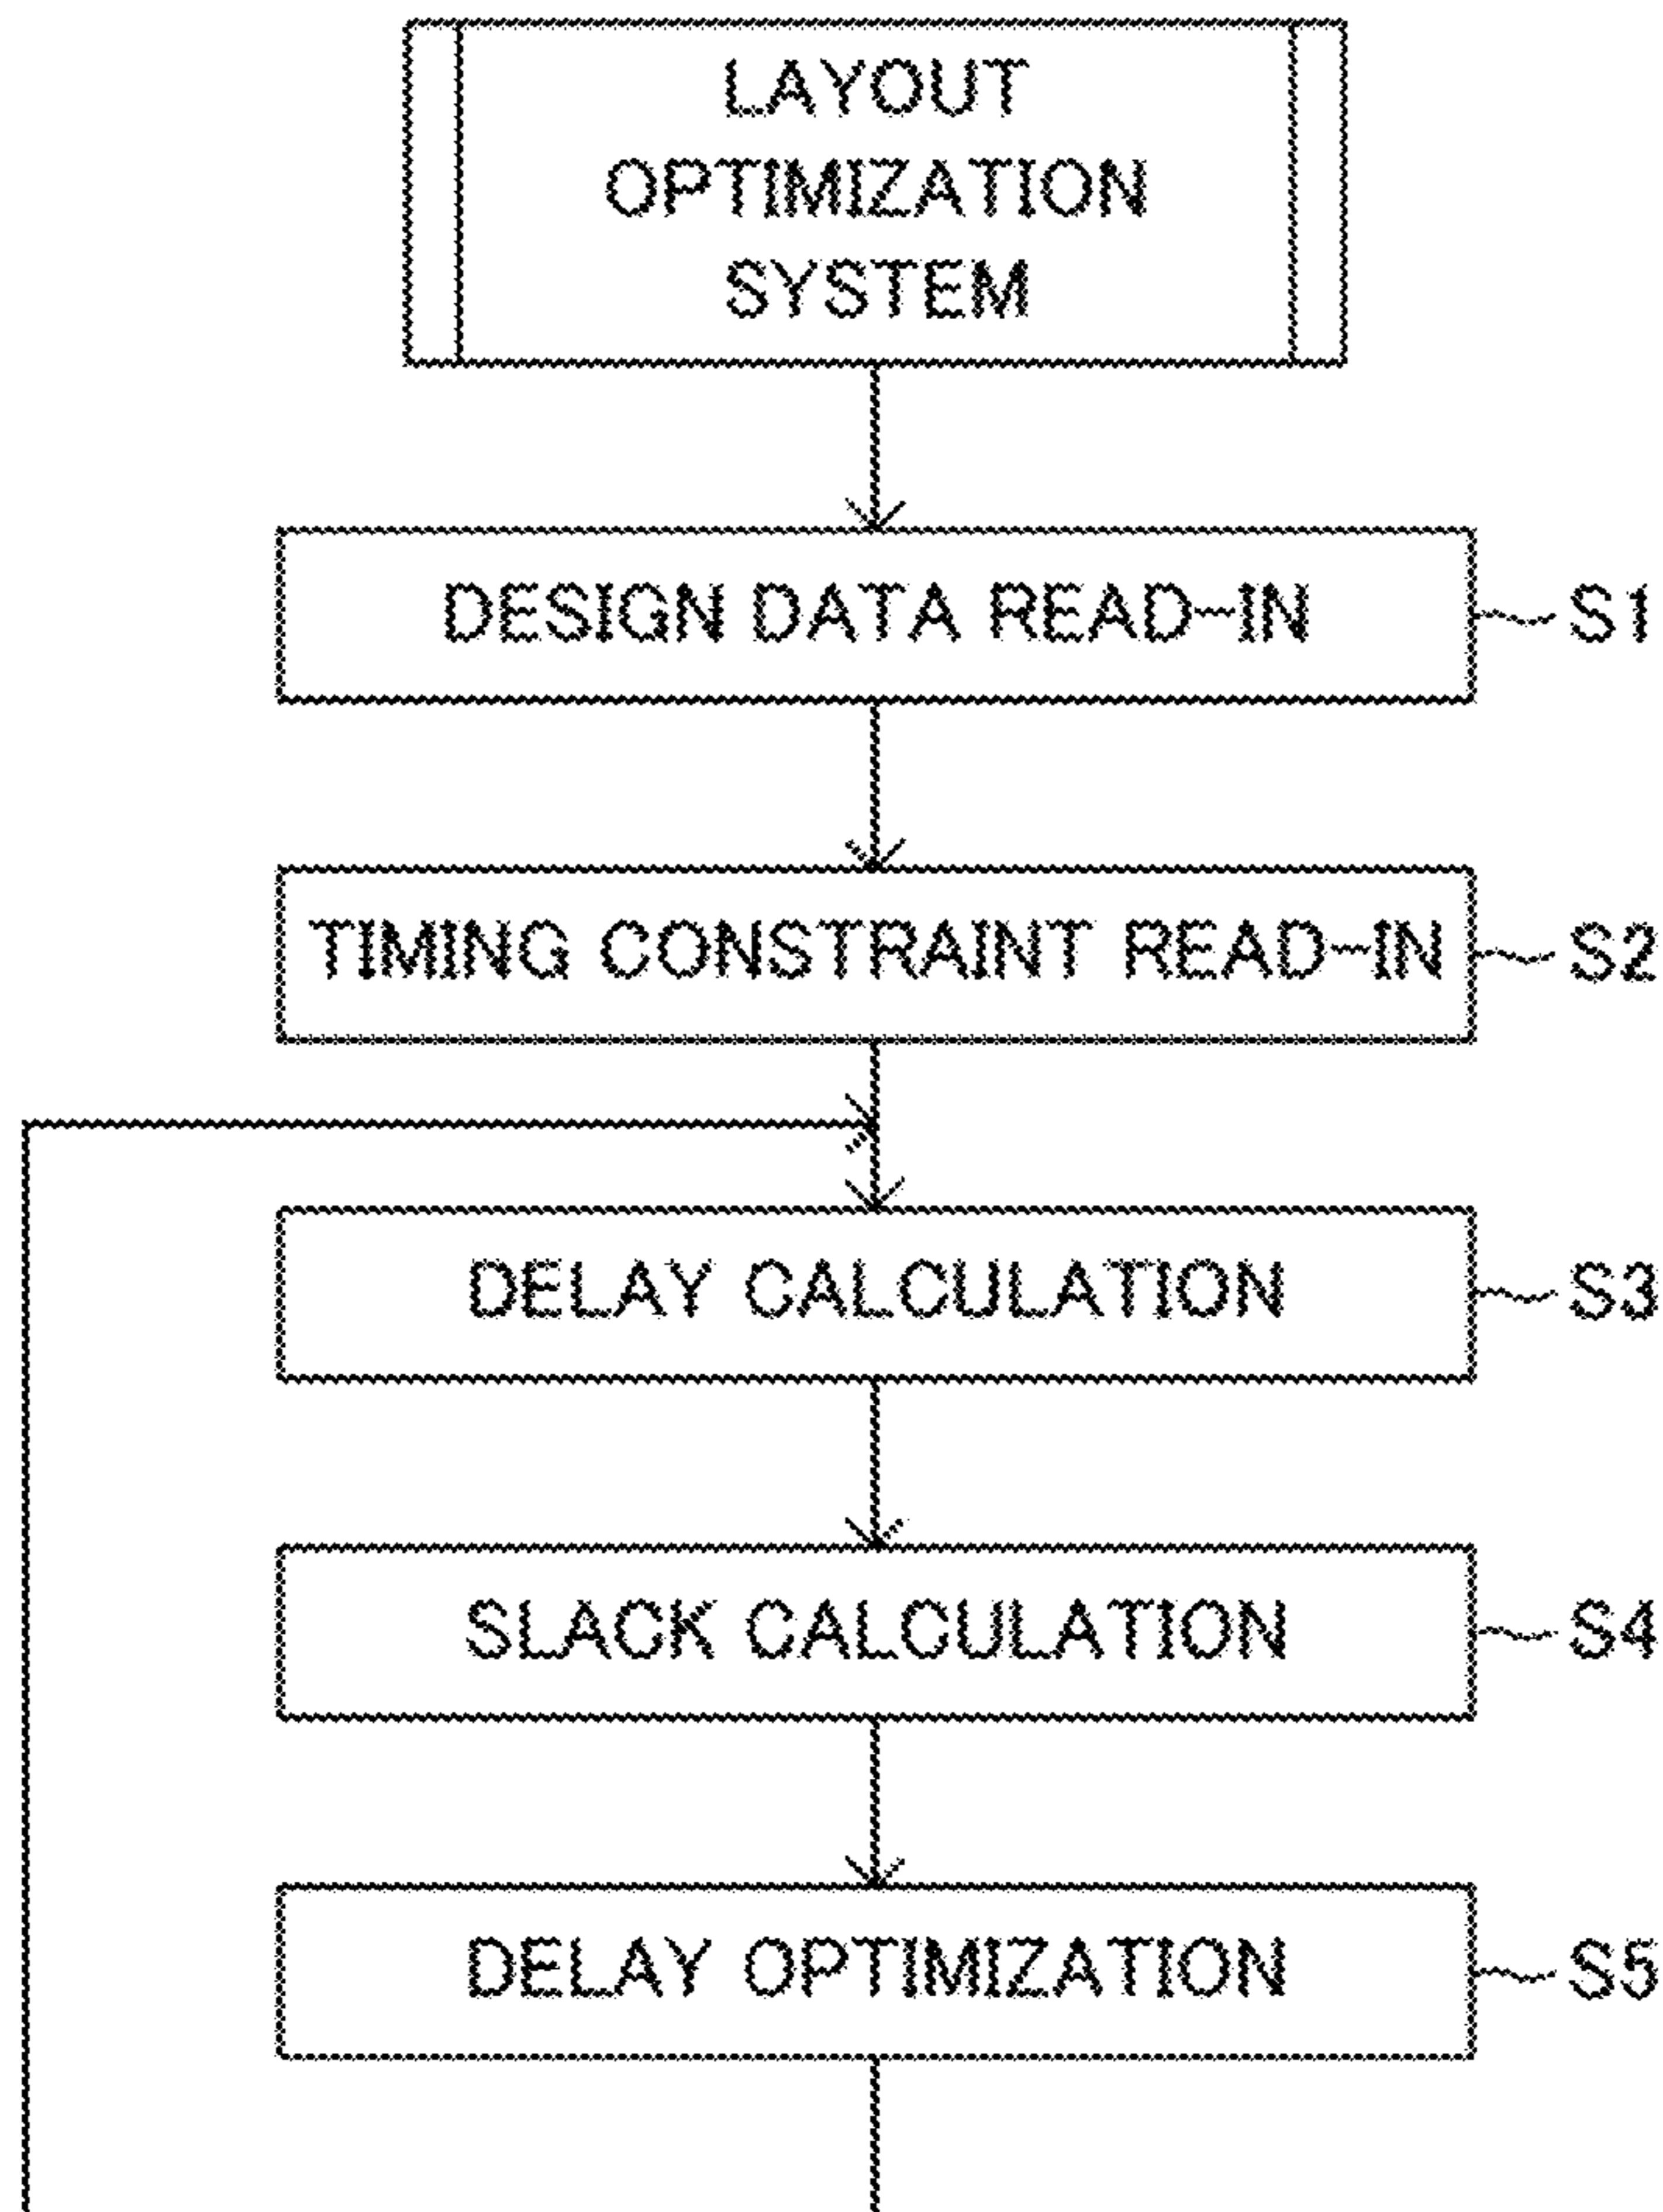 LAYOUT
OPTIMIZATION
SYSTEM
DESIGN DATA READ-IN
S1
TIMING CONSTRAINT READ-IN
S2
DELAY CALCULATION
S3
SLACK CALCULATION
S4
DELAY OPTIMIZATION
S5